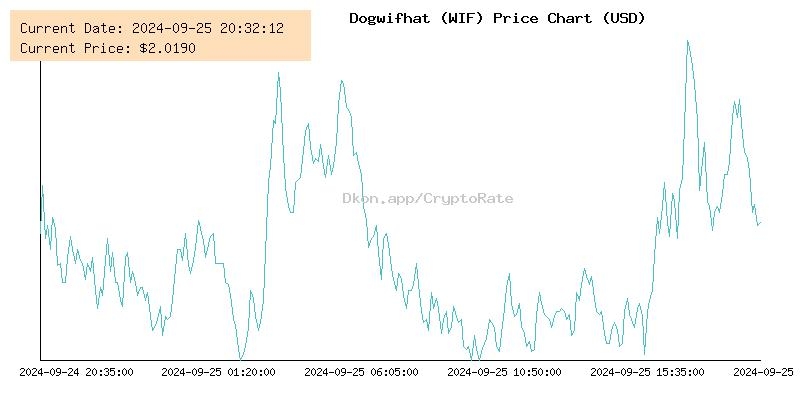 Dogwifhat (WIF) Price Chart (USD)
Current Date: 2024-09-25 20:32:12
Current Price: $2.0190
Dkon.app/CryptoRate
2024-09-24 20:35:00 2024-09-25 01:20:00 2024-09-25 06:05:00 2024-09-25 10:50:00 2024-09-25 15:35:00 2024-09-25